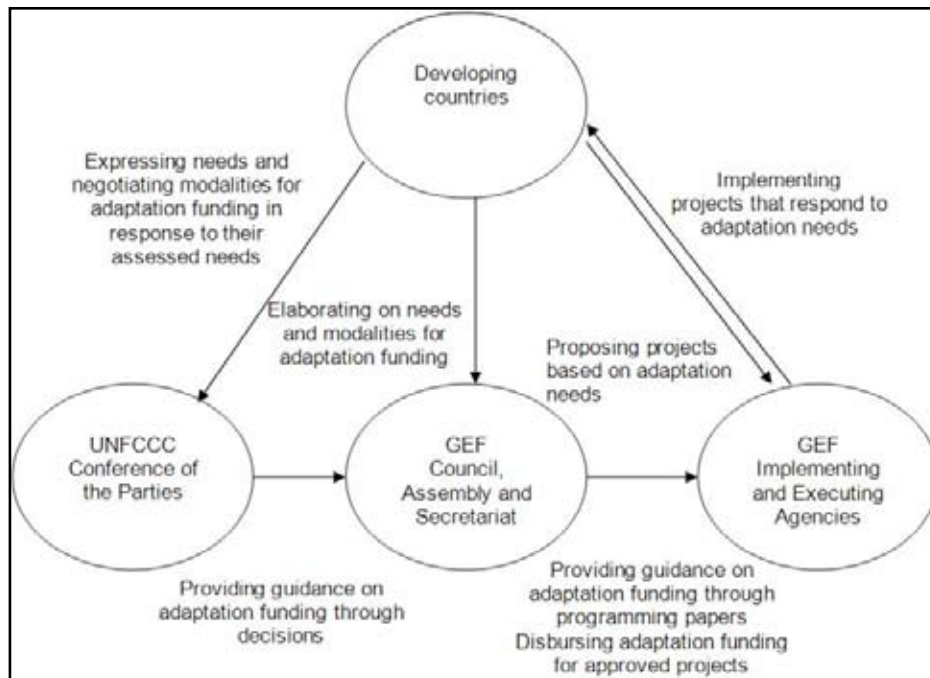 Developing
countries
Expressing needs and
negotiating modalities for
adaptation funding in
response to their
assessed needs
Implementing
projects that respond to
adaptation needs
Elaborating on needs
and modalities for
adaptation funding
Proposing projects
based on adaptation
needs
UNFCCC
Conference of
the Parties
GEF
Council,
Assembly and
Secretariat
GEF
Implementing
and Executing
Agencies
Providing guidance on
adaptation funding through
decisions
Providing guidance on
adaptation funding through
programming papers
Disbursing adaptation funding
for approved projects